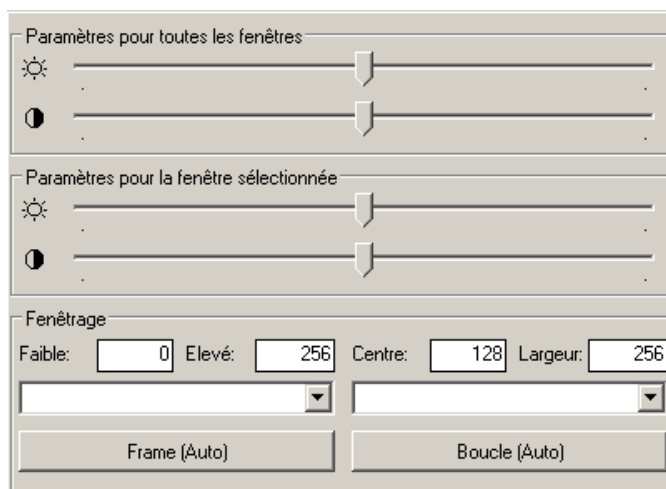 Paramètres pour toutes les fenêtres
Paramètres pour la fenêtre sélectionnée
Fenêtrage
Faible: 0 Elevé: 256 Centre: 128 Largeur: 256
Frame (Auto) Boucle (Auto)